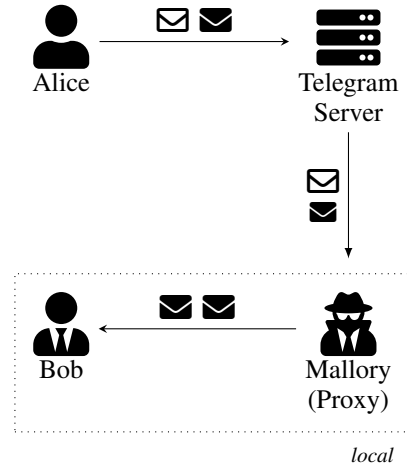 Alice
Telegram
Server
Bob
Mallory
(Proxy)
local